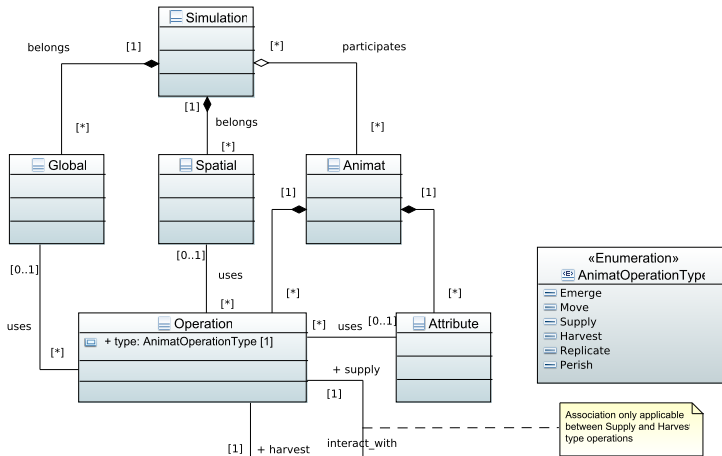 Simulation
belongs
[1]
[*]
participates
[1]
belongs
[*]
[*]
[*]
Global
Spatial
Animat
[1]
[1]
[0..1]
[0..1]
uses
[*]
[*]
[*]
«Enumeration»
AnimatOperationType
Emerge
Move
Supply
Harvest
Replicate
Perish
Operation
+ type: AnimatOperationType [1]
[*]
uses
[0..1]
Attribute
uses
[*]
+ supply
[1]
Association only applicable
between Supply and Harves
type operations
[1]
+ harvest
interact_with